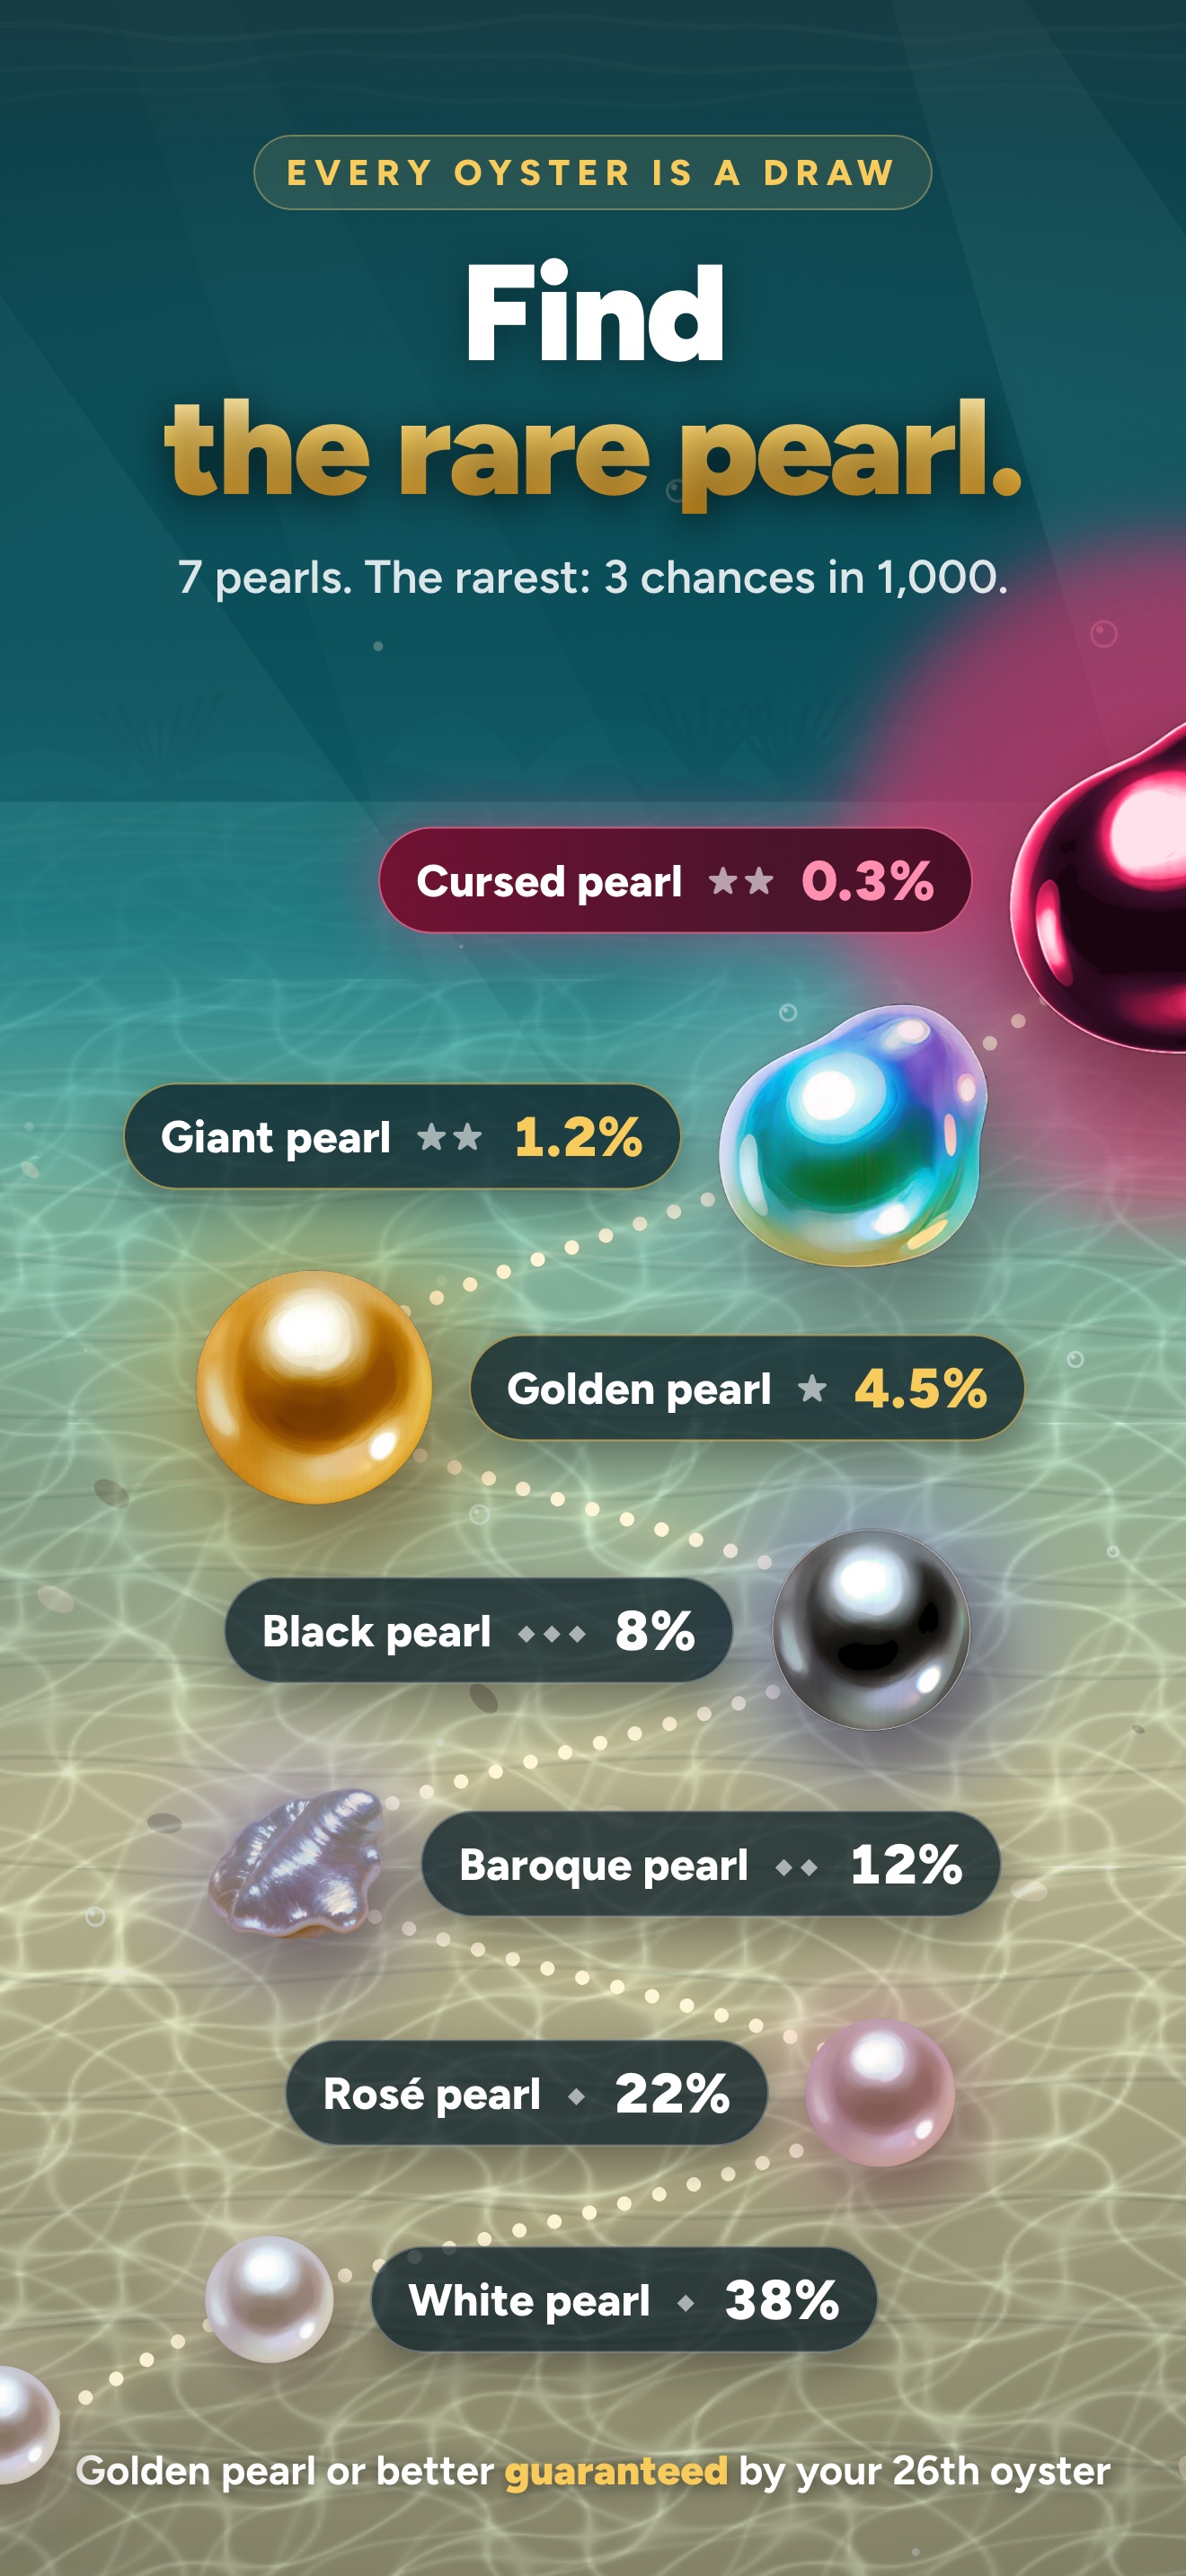 EVERY OYSTER IS A DRAW
Find
the rare pearl.
7 pearls. The rarest: 3 chances in 1,000.
Cursed pearl ★★ 0.3%
Giant pearl ★★ 1.2%
Golden pearl ★ 4.5%
Black pearl ◆◆◆ 8%
Baroque pearl ◆◆ 12%
Rosé pearl ◆ 22%
White pearl ◆ 38%
Golden pearl or better guaranteed by your 26th oyster